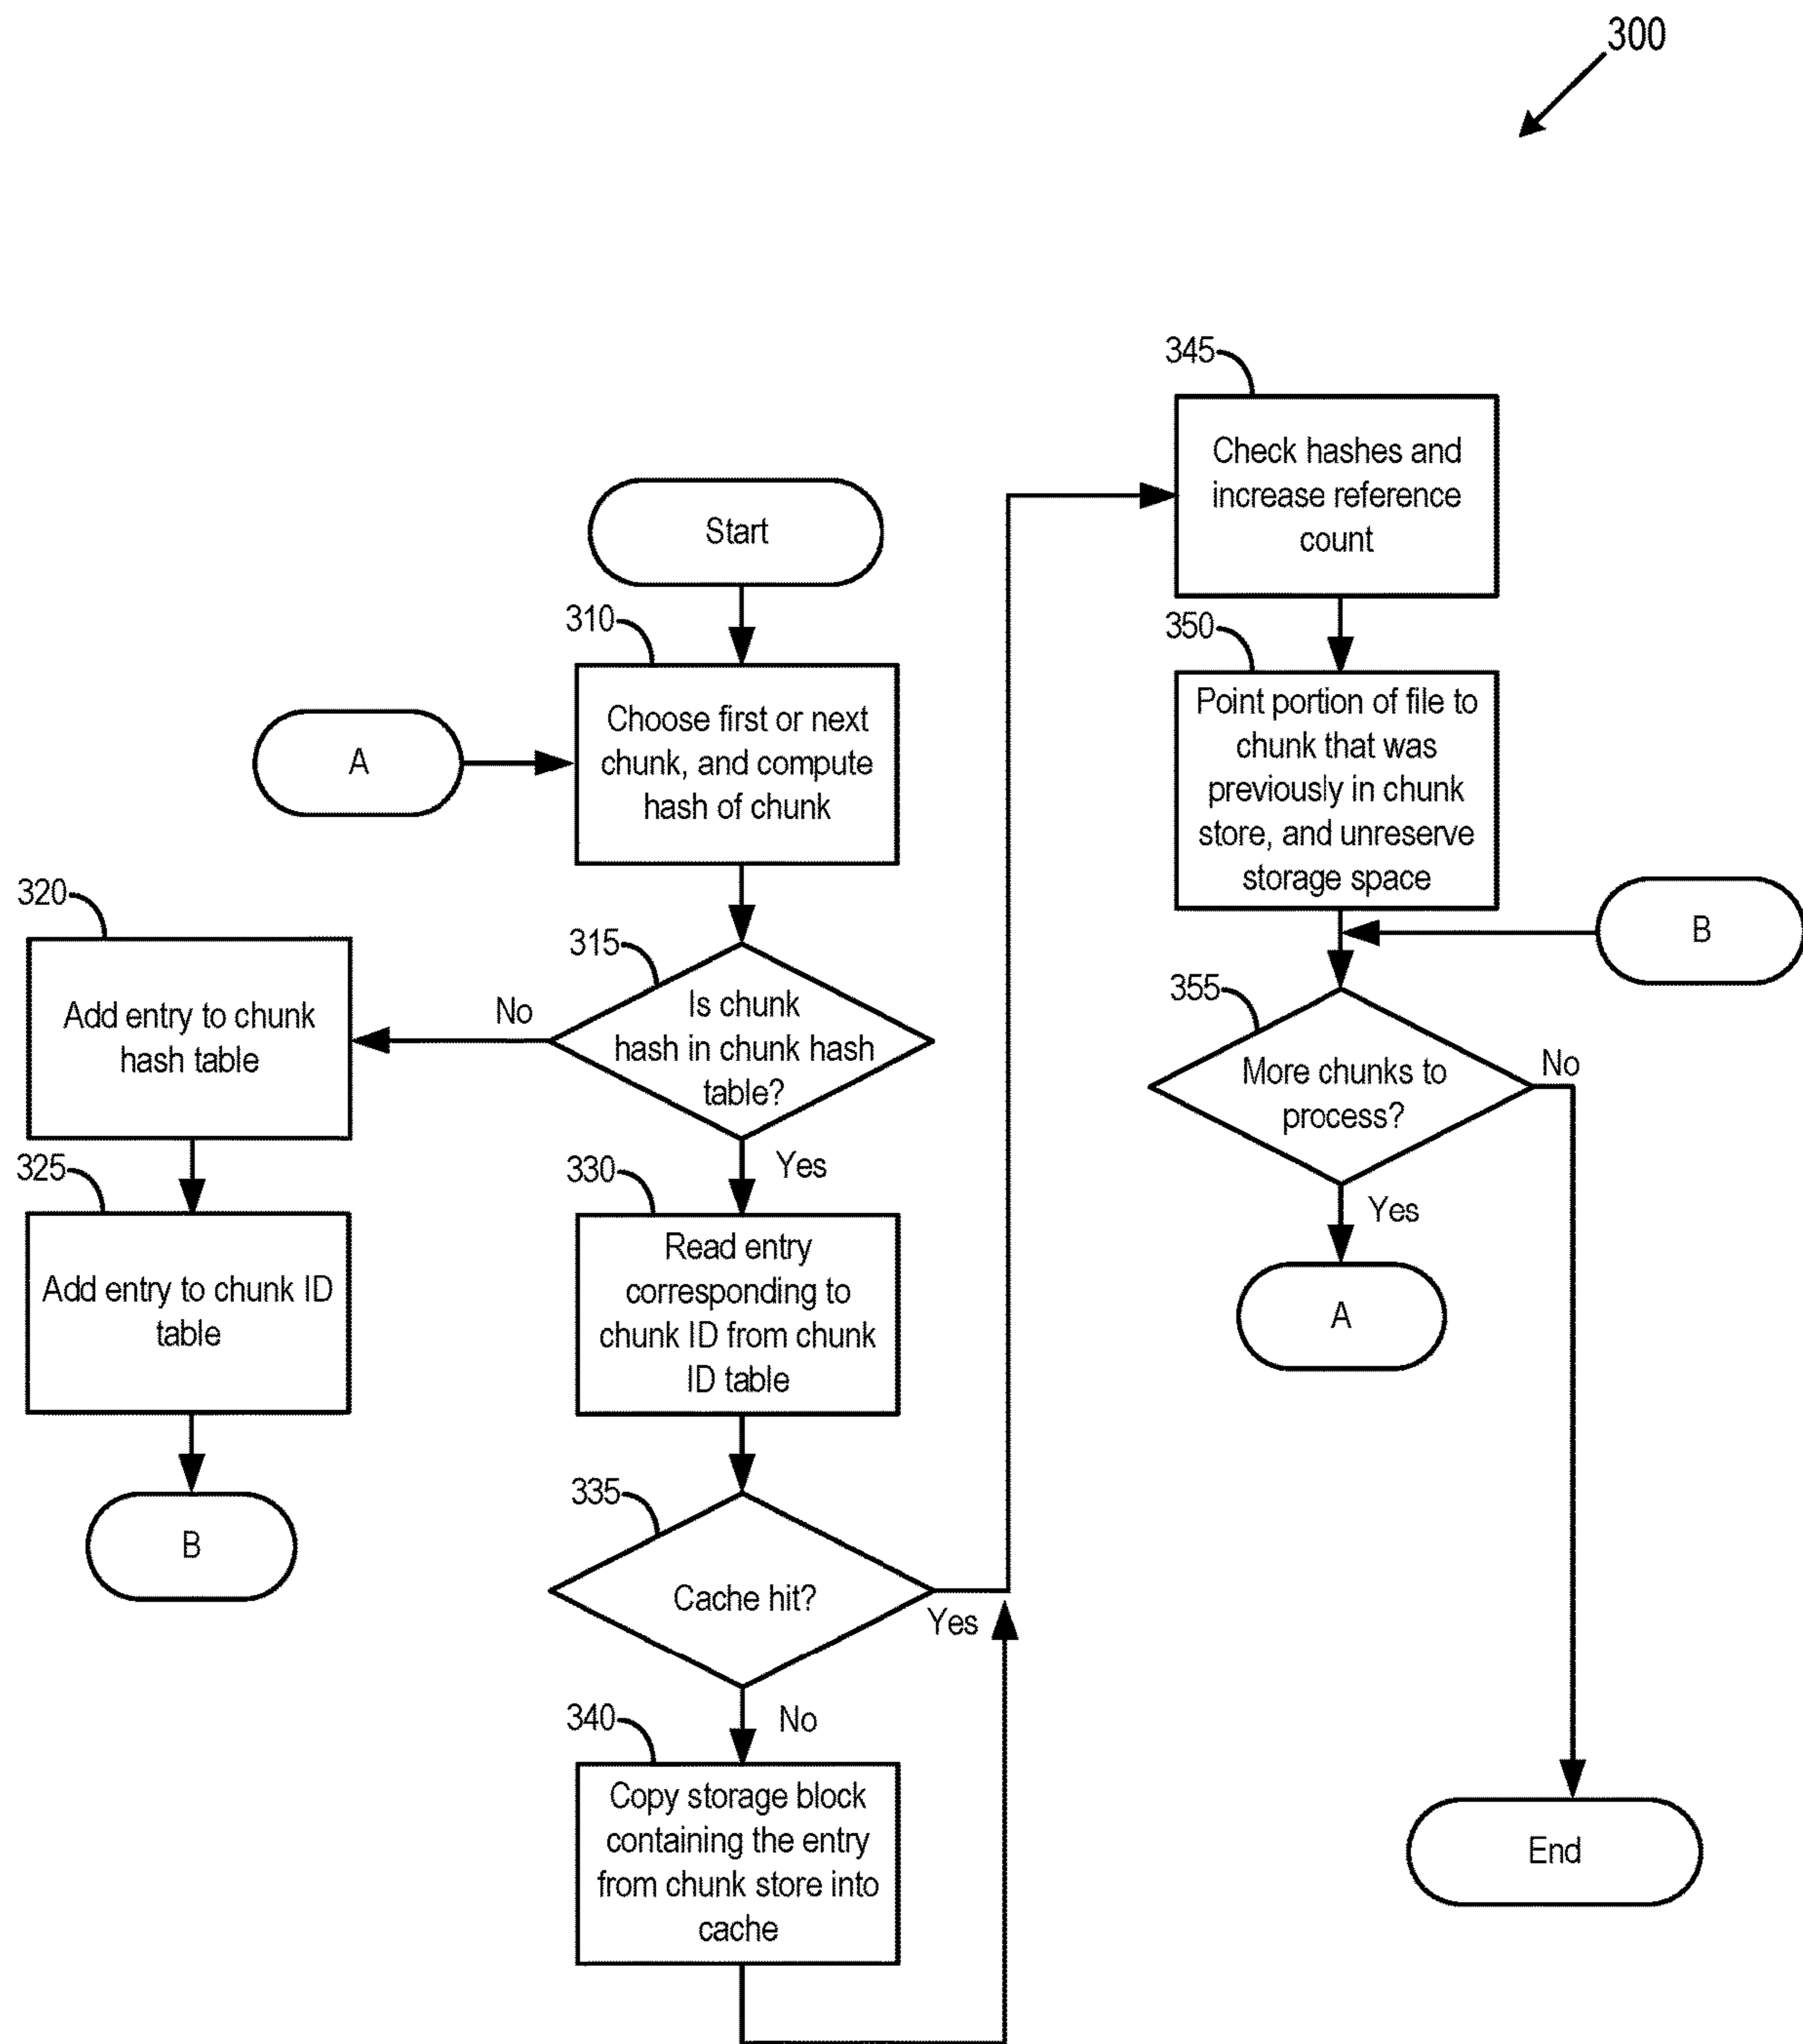 300
Start
310
Choose first or next
chunk, and compute
hash of chunk
A
315
Is chunk
hash in chunk hash
table?
No
Yes
320
Add entry to chunk
hash table
325
Add entry to chunk ID
table
B
330
Read entry
corresponding to
chunk ID from chunk
ID table
335
Cache hit?
Yes
No
340
Copy storage block
containing the entry
from chunk store into
cache
345
Check hashes and
increase reference
count
350
Point portion of file to
chunk that was
previously in chunk
store, and unreserve
storage space
B
355
More chunks to
process?
No
Yes
A
End